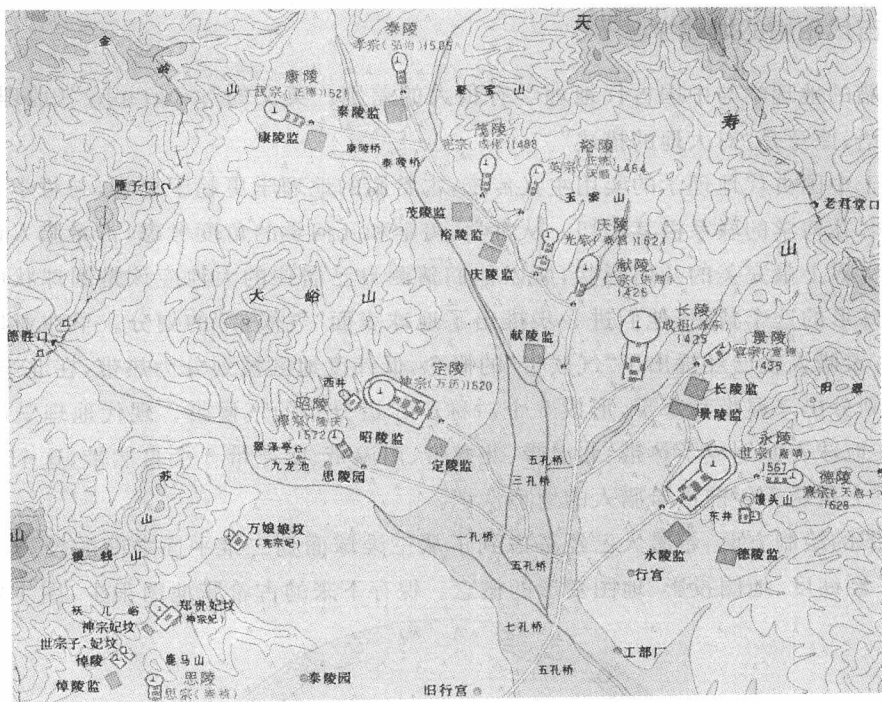 天
寿
山
金
岭
山
泰陵
孝宗(弘治)1505
康陵
武宗(正德)1521
聚宝山
泰陵监
康陵监
康陵桥
泰陵桥
茂陵
宪宗(成化)1488
裕陵
英宗(正统)(天顺)1464
玉案山
雁子口
老君堂口
茂陵监
裕陵监
庆陵监
庆陵
光宗(泰昌)1621
献陵
仁宗(洪熙)
1425
大峪山
长陵
成祖(永乐)
1425
景陵
宣宗(宣德)
1435
献陵监
德胜口
定陵
神宗(万历)1620
西井
昭陵
穆宗(隆庆)
1572
长陵监
景陵监
阳翠
翠泽亭
九龙池
昭陵监
定陵监
思陵园
五孔桥
三孔桥
永陵
世宗(嘉靖)
1567
德陵
熹宗(天启)
1628
馒头山
东井
苏
山
山
万娘娘坟
(宪宗妃)
一孔桥
五孔桥
永陵监
德陵监
行宫
袄儿峪
郑贵妃坟
(神宗妃)
神宗妃坟
世宗子、妃坟
悼陵
悼陵监
鹿马山
思陵
思宗(崇祯)
七孔桥
五孔桥
工部厂
泰陵园
旧行宫